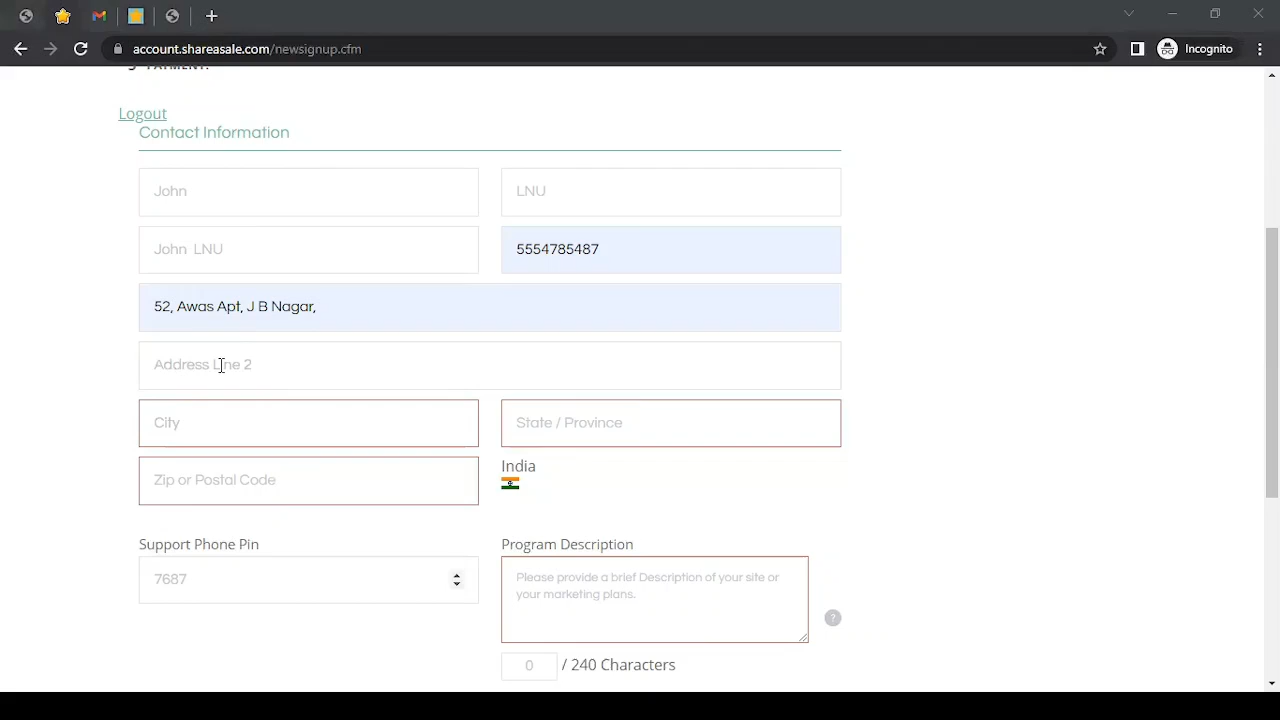 account.shareasale.com/newsignup.cfm
Incognito
Logout
Contact Information
John
LNU
John LNU
5554785487
52, Awas Apt, J B Nagar,
Address Line 2
City
State / Province
Zip or Postal Code
India
Support Phone Pin
Program Description
7687
Please provide a brief Description of your site or
your marketing plans.
?
0 / 240 Characters